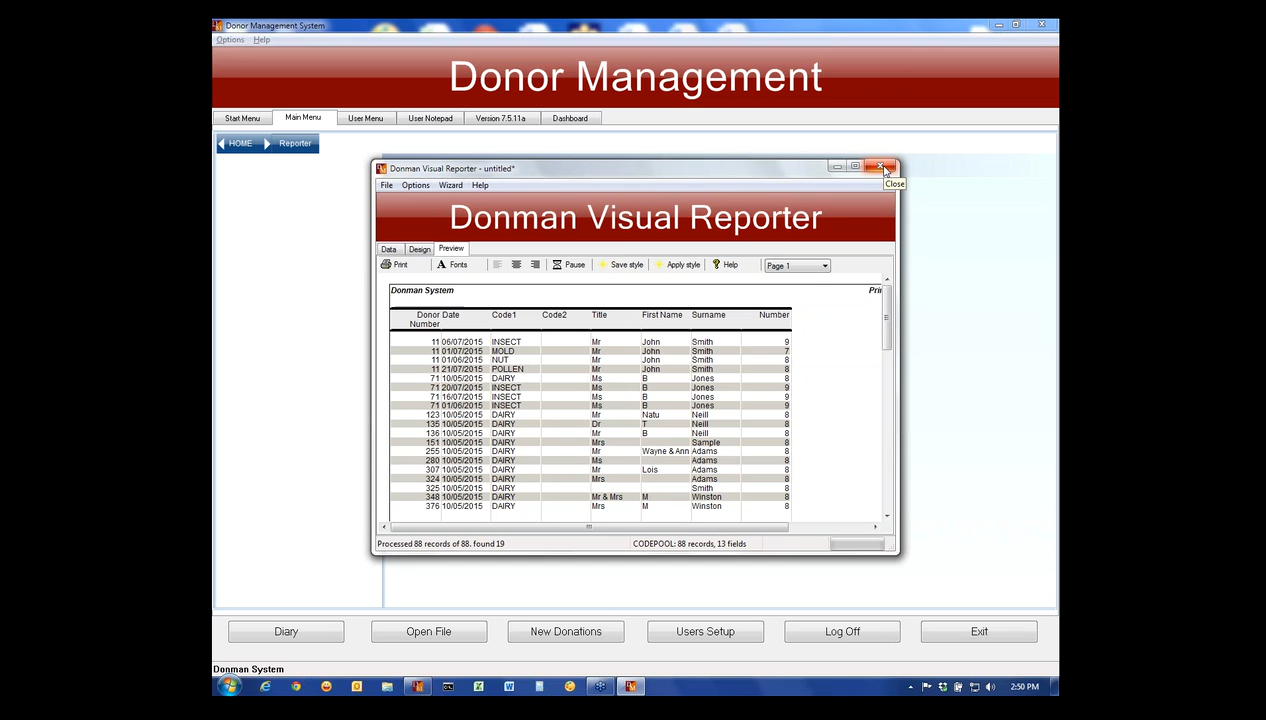 Donor Management System
Options Help
Donor Management
Start Menu Main Menu User Menu User Notepad Version 7.5.11a Dashboard
HOME Reporter
Donman Visual Reporter - untitled*
Close
File Options Wizard Help
Donman Visual Reporter
Data Design Preview
Print Fonts Pause Save style Apply style Help Page 1
Donman System Prin
Donor Date Code1 Code2 Title First Name Surname Number
Number
11 06/07/2015 INSECT Mr John Smith 9
11 01/07/2015 MOLD Mr John Smith 7
11 01/06/2015 NUT Mr John Smith 8
11 21/07/2015 POLLEN Mr John Smith 8
71 10/05/2015 DAIRY Ms B Jones 8
71 20/07/2015 INSECT Ms B Jones 9
71 16/07/2015 INSECT Ms B Jones 9
71 01/06/2015 INSECT Ms B Jones 9
123 10/05/2015 DAIRY Mr Natu Neill 8
135 10/05/2015 DAIRY Dr T Neill 8
136 10/05/2015 DAIRY Mr B Neill 8
151 10/05/2015 DAIRY Mrs Sample 8
255 10/05/2015 DAIRY Mr Wayne & Ann Adams 8
280 10/05/2015 DAIRY Ms Adams 8
307 10/05/2015 DAIRY Mr Lois Adams 8
324 10/05/2015 DAIRY Mrs Adams 8
325 10/05/2015 DAIRY Smith 8
348 10/05/2015 DAIRY Mr & Mrs M Winston 8
376 10/05/2015 DAIRY Mrs M Winston 8
Processed 88 records of 88. found 19 CODEPOOL: 88 records, 13 fields
Diary Open File New Donations Users Setup Log Off Exit
Donman System
2:50 PM